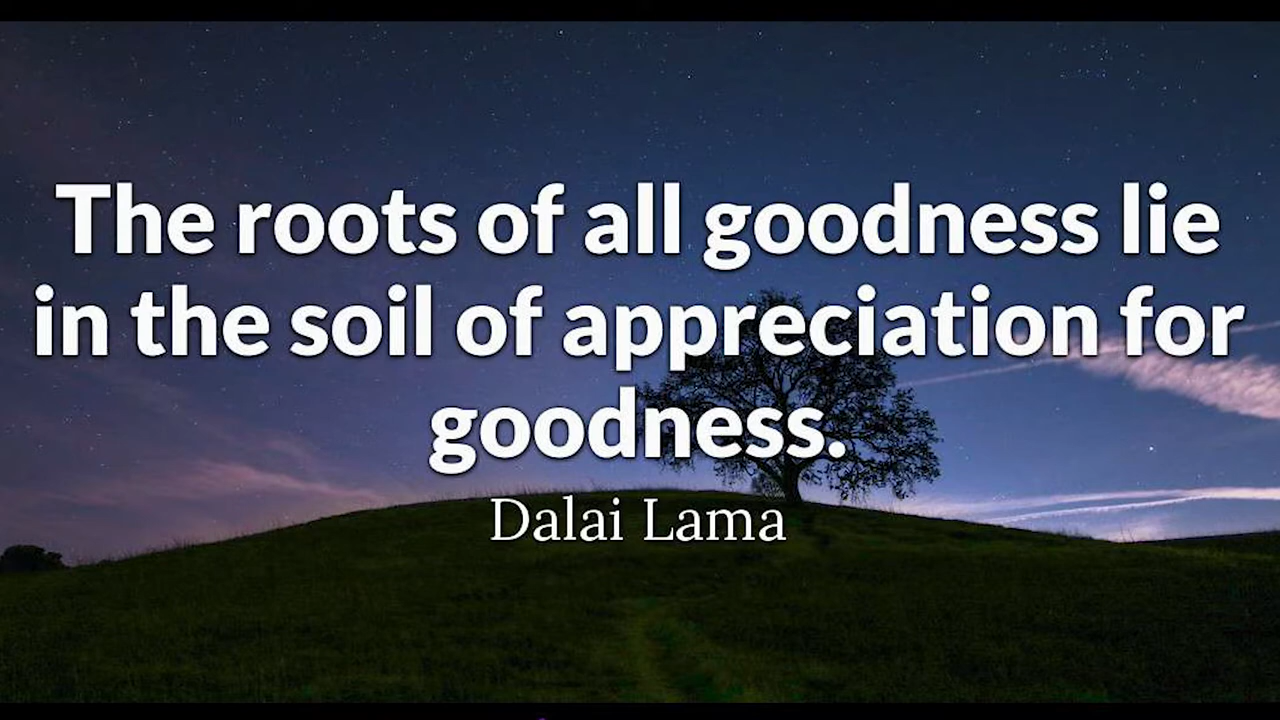 The roots of all goodness lie
in the soil of appreciation for
goodness.
Dalai Lama